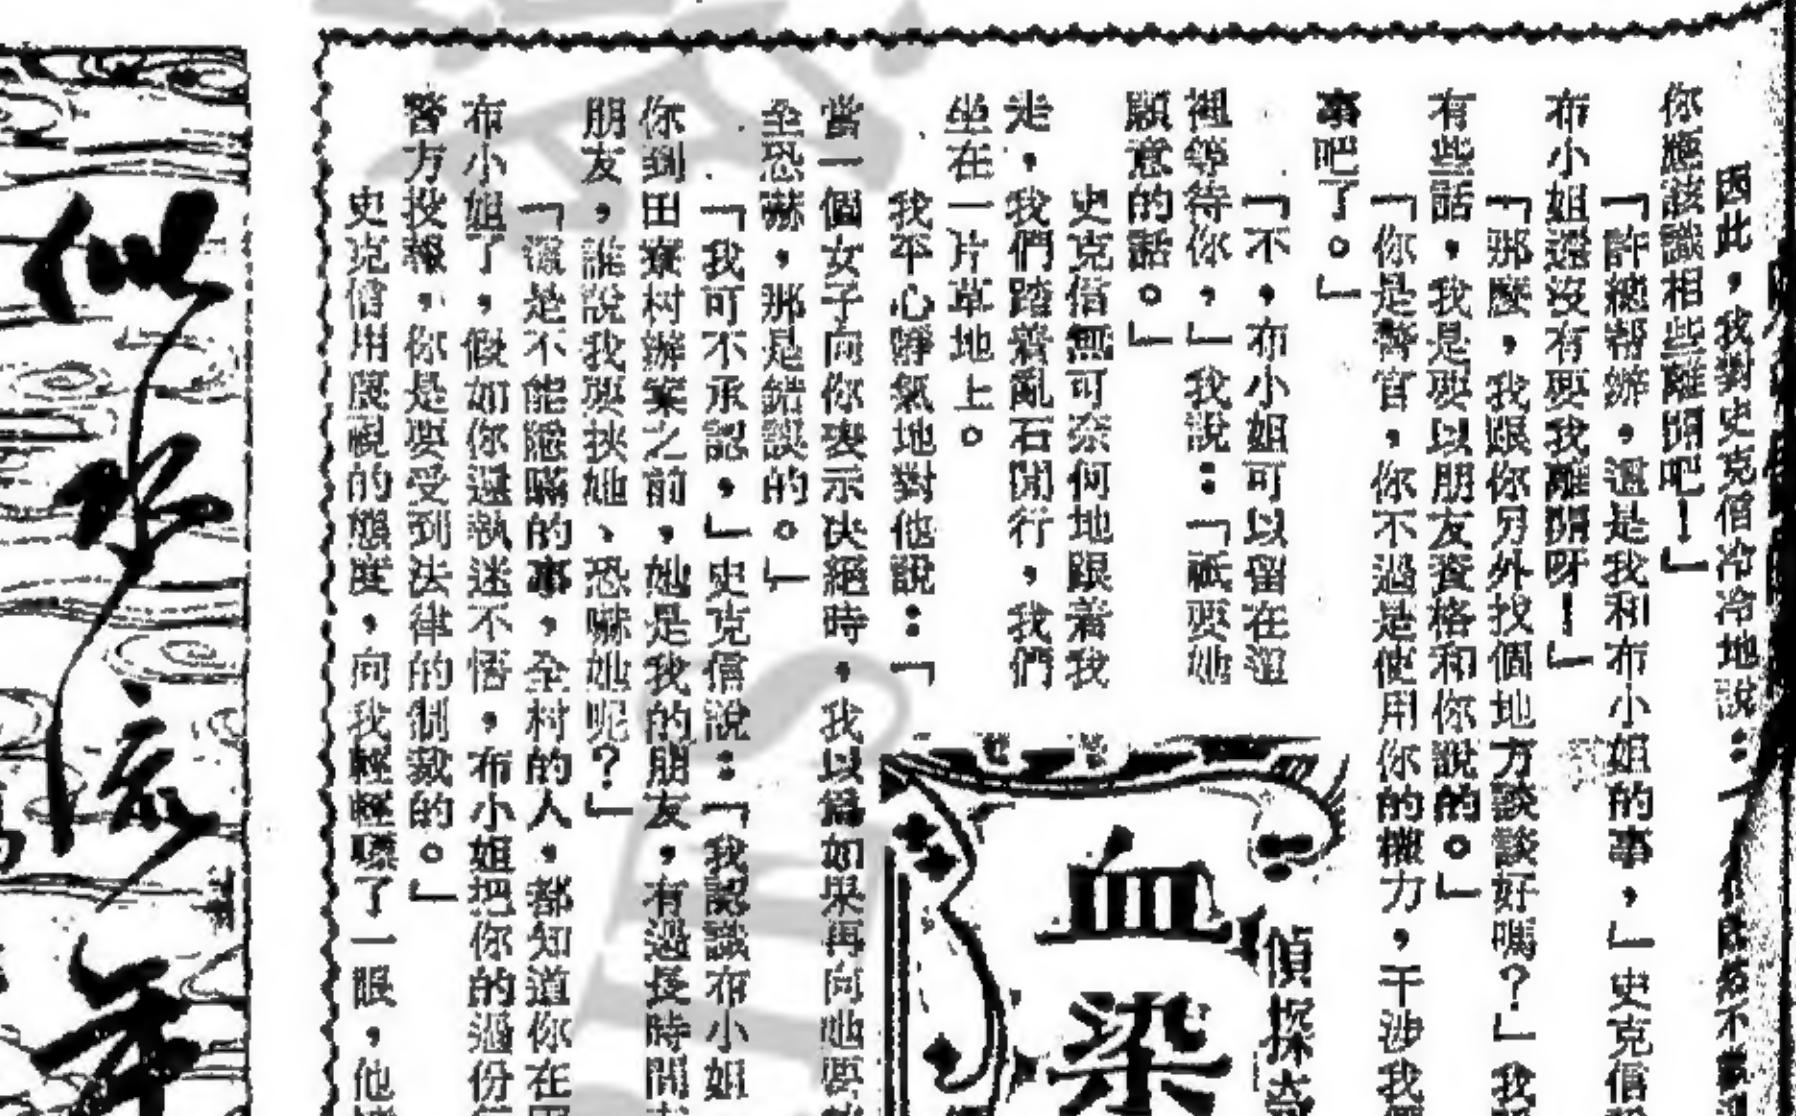 因此，我對史克信冷冷地說：「
你應該識相些離開吧！」
「許總幫辦，這是我和布小姐的事，」史克信
布小姐還沒有要我離開呀！」
「那麼，我跟你另外找個地方談談好嗎？」我
有些話，我是要以朋友資格和你說的。」
「你是警官，你不過是使用你的權力，干涉我
事吧了。」
「不，布小姐可以留在這
裡等待你，」我說：「祇要她
願意的話。」
史克信無可奈何地跟着我
走，我們踏着亂石開行，我們
坐在一片草地上。
我平心靜氣地對他說：「
當一個女子向你表示决絕時，我以爲如果再向她要
全恐嚇，那是錯誤的。」
「我可不承認，」史克信說：「我認識布小姐
你到田寮村辦案之前，她是我的朋友，有過長時間
朋友，誰說我要挾她、恐嚇她呢？」
「這是不能隱瞞的事，全村的人，都知道你在
布小姐了，假如你還執迷不悟，布小姐把你的過份
警方投報，你是要受到法律的制裁的。」
史克信用蔑視的態度，向我輕輕瞟了一眼，他
偵探
血染
似水流年